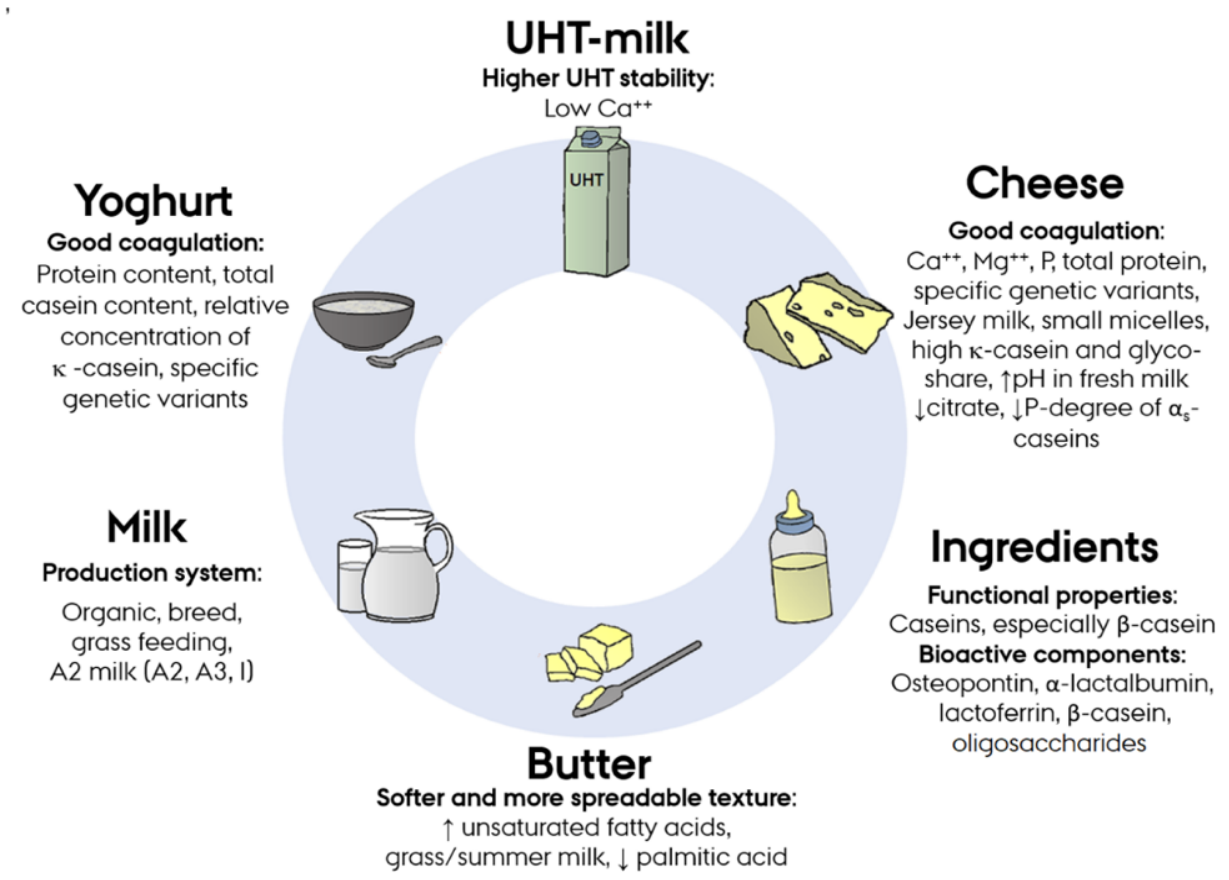 ,
UHT-milk
Higher UHT stability:
Low Ca⁺⁺
UHT
Cheese
Good coagulation:
Ca⁺⁺, Mg⁺⁺, P, total protein,
specific genetic variants,
Jersey milk, small micelles,
high κ-casein and glyco-
share, ↑pH in fresh milk
↓citrate, ↓P-degree of αₛ-
caseins
Ingredients
Functional properties:
Caseins, especially β-casein
Bioactive components:
Osteopontin, α-lactalbumin,
lactoferrin, β-casein,
oligosaccharides
Butter
Softer and more spreadable texture:
↑ unsaturated fatty acids,
grass/summer milk, ↓ palmitic acid
Milk
Production system:
Organic, breed,
grass feeding,
A2 milk (A2, A3, I)
Yoghurt
Good coagulation:
Protein content, total
casein content, relative
concentration of
κ -casein, specific
genetic variants